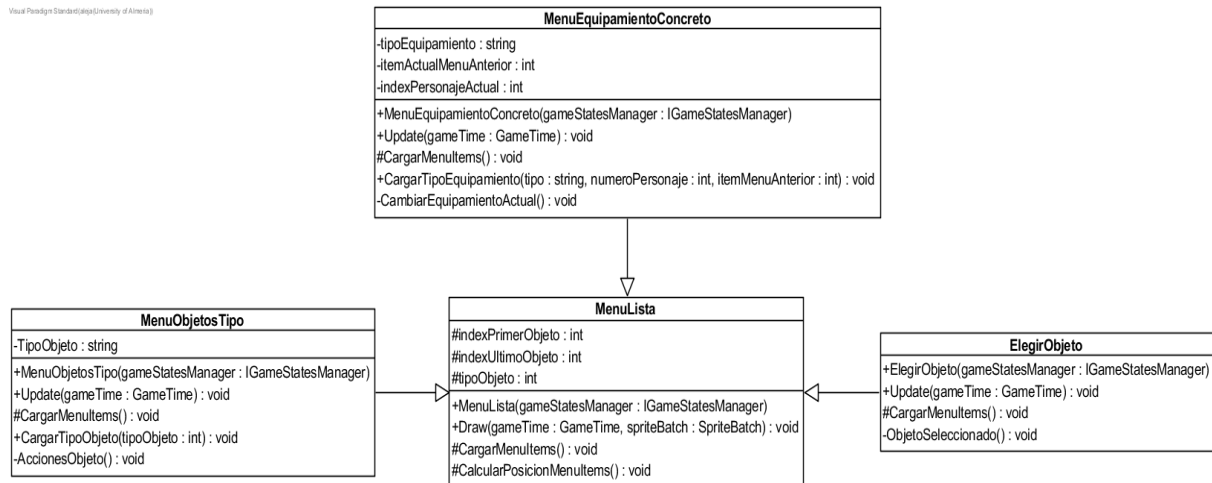 Visual Paradigm Standard(aleja(University of Almeria))
MenuEquipamientoConcreto
-tipoEquipamiento : string
-itemActualMenuAnterior : int
-indexPersonajeActual : int
+MenuEquipamientoConcreto(gameStatesManager : IGameStatesManager)
+Update(gameTime : GameTime) : void
#CargarMenuItems() : void
+CargarTipoEquipamiento(tipo : string, numeroPersonaje : int, itemMenuAnterior : int) : void
-CambiarEquipamientoActual() : void
MenuObjetosTipo
-TipoObjeto : string
+MenuObjetosTipo(gameStatesManager : IGameStatesManager)
+Update(gameTime : GameTime) : void
#CargarMenuItems() : void
+CargarTipoObjeto(tipoObjeto : int) : void
-AccionesObjeto() : void
MenuLista
#indexPrimerObjeto : int
#indexUltimoObjeto : int
#tipoObjeto : int
+MenuLista(gameStatesManager : IGameStatesManager)
+Draw(gameTime : GameTime, spriteBatch : SpriteBatch) : void
#CargarMenuItems() : void
#CalcularPosicionMenuItems() : void
ElegirObjeto
+ElegirObjeto(gameStatesManager : IGameStatesManager)
+Update(gameTime : GameTime) : void
#CargarMenuItems() : void
-ObjetoSeleccionado() : void